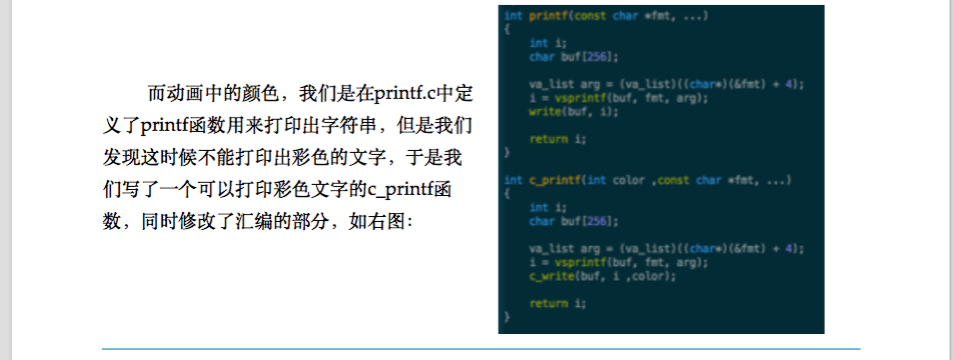 而动画中的颜色，我们是在printf.c中定
义了printf函数用来打印出字符串，但是我们
发现这时候不能打印出彩色的文字，于是我
们写了一个可以打印彩色文字的c_printf函
数，同时修改了汇编的部分，如右图：
int printf(const char *fmt, ...)
{
int i;
char buf[256];
va_list arg = (va_list)((char*)(&fmt) + 4);
i = vsprintf(buf, fmt, arg);
write(buf, i);
return i;
}
int c_printf(int color ,const char *fmt, ...)
{
int i;
char buf[256];
va_list arg = (va_list)((char*)(&fmt) + 4);
i = vsprintf(buf, fmt, arg);
c_write(buf, i ,color);
return i;
}